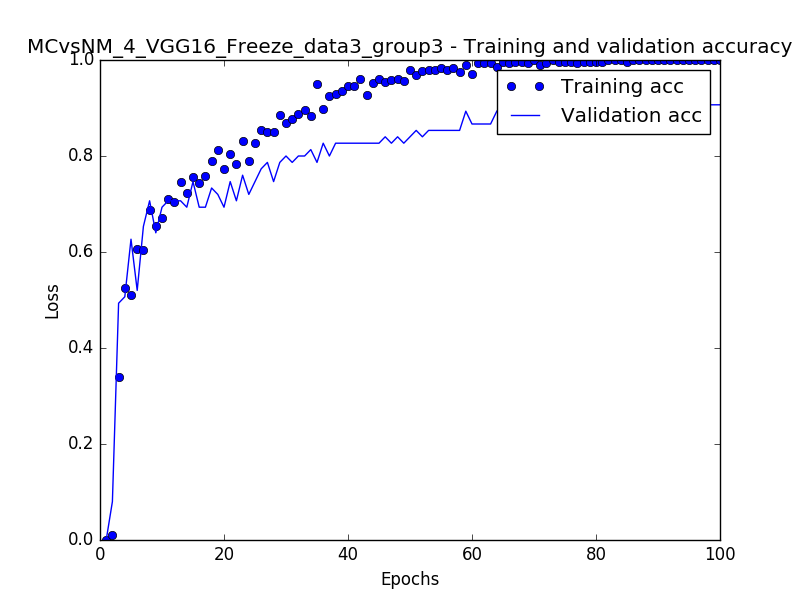 MCvsNM_4_VGG16_Freeze_data3_group3 - Training and validation accuracy
Training acc
Validation acc
1.0
0.8
0.6
0.4
0.2
0.0
Loss
0
20
40
60
80
100
Epochs